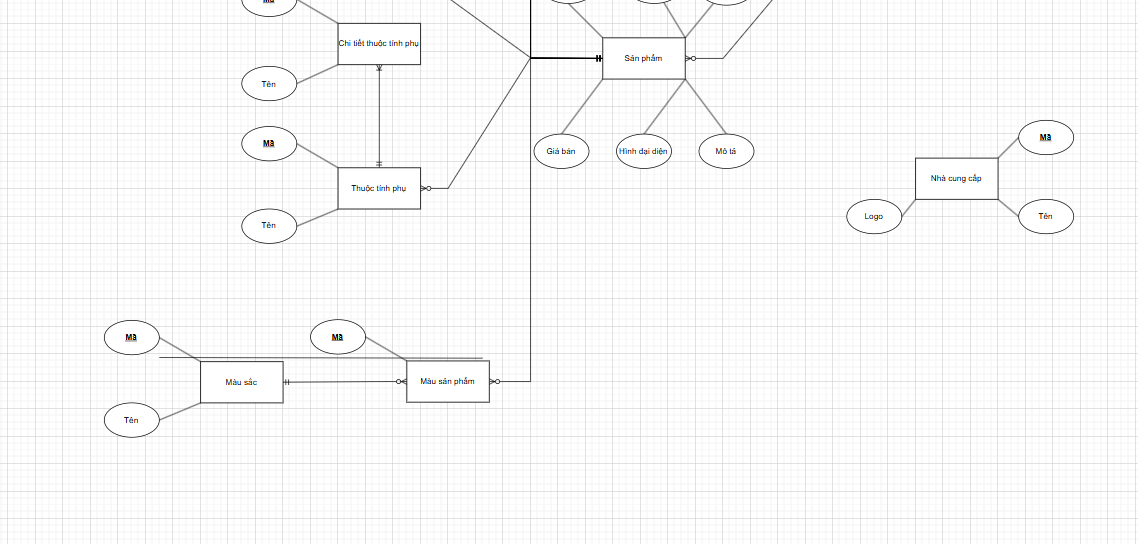 Mã
Chi tiết thuộc tính phụ
Sản phẩm
Tên
Mã
Giá bán
Hình đại diện
Mô tả
Mã
Thuộc tính phụ
Nhà cung cấp
Tên
Logo
Tên
Mã
Mã
Màu sắc
Màu sản phẩm
Tên